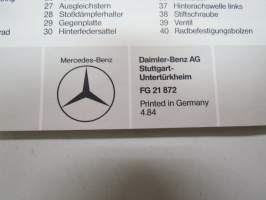 27 Ausgleichstern
28 Stoßdämpferhalter
29 Gegenplatte
30 Hinterfedersattel
37 Hinterachswelle links
38 Stiftschraube
39 Ventil
40 Radbefestigungsbolzen
rad
Mercedes-Benz
Daimler-Benz AG
Stuttgart-
Untertürkheim
FG 21 872
Printed in Germany
4.84